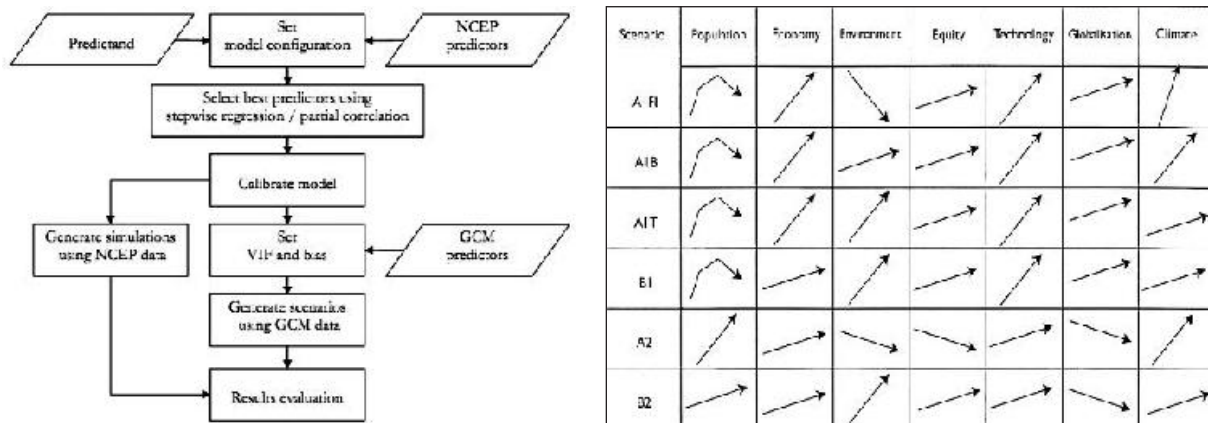 Predictand
Set
model configuration
NCEP
predictors
Select best predictors using
stepwise regression / partial correlation
Calibrate model
Generate simulations
using NCEP data
Set
VIF and bias
GCM
predictors
Generate scenarios
using GCM data
Results evaluation
Scenario Population Economy Environment Equity Technology Globalisation Climate
A1FI
A1B
A1T
B1
A2
B2